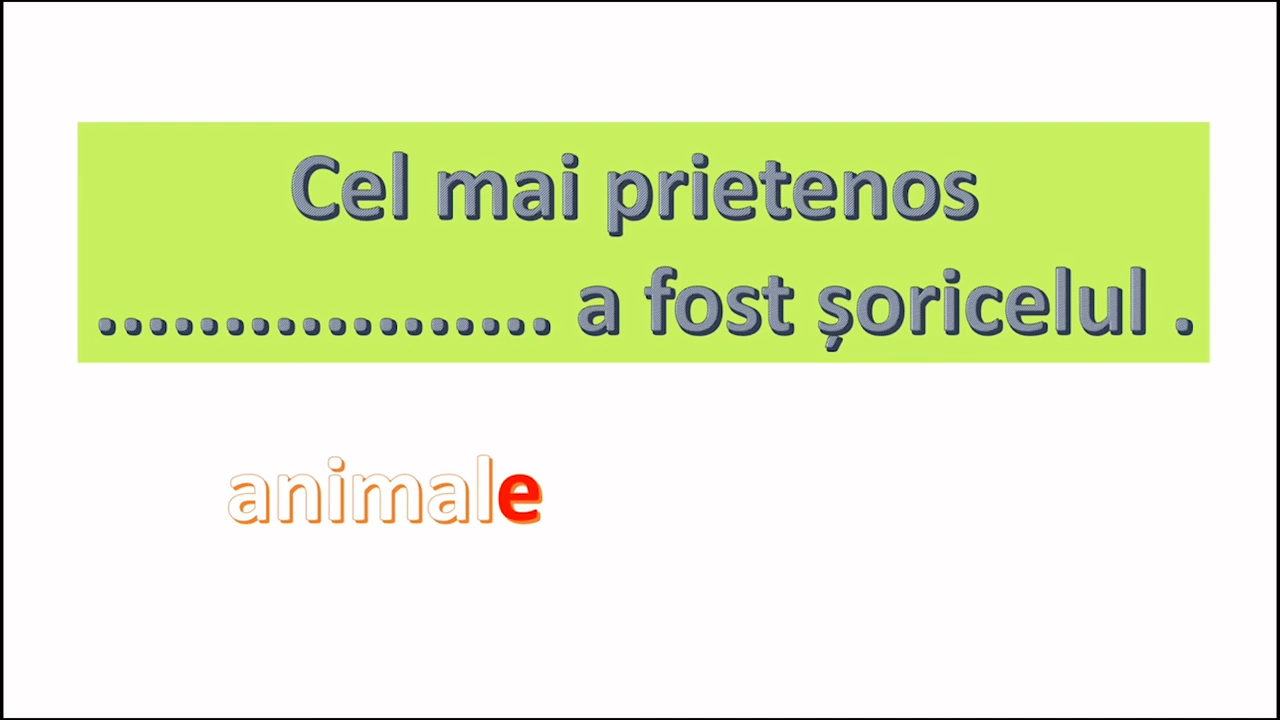 Cel mai prietenos
.................. a fost șoricelul .
animale